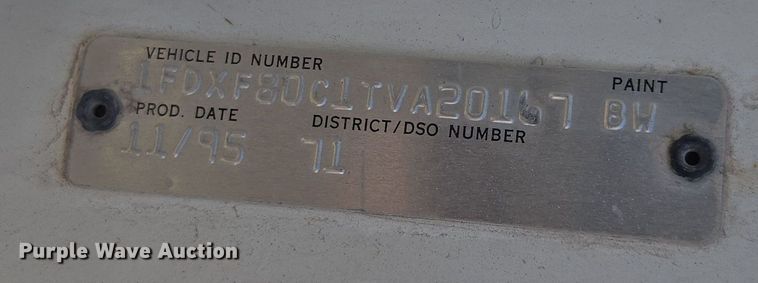 VEHICLE ID NUMBER
PAINT
1FDXF80C1TVA20167 BW
PROD. DATE
DISTRICT/DSO NUMBER
11/95 71
Purple Wave Auction